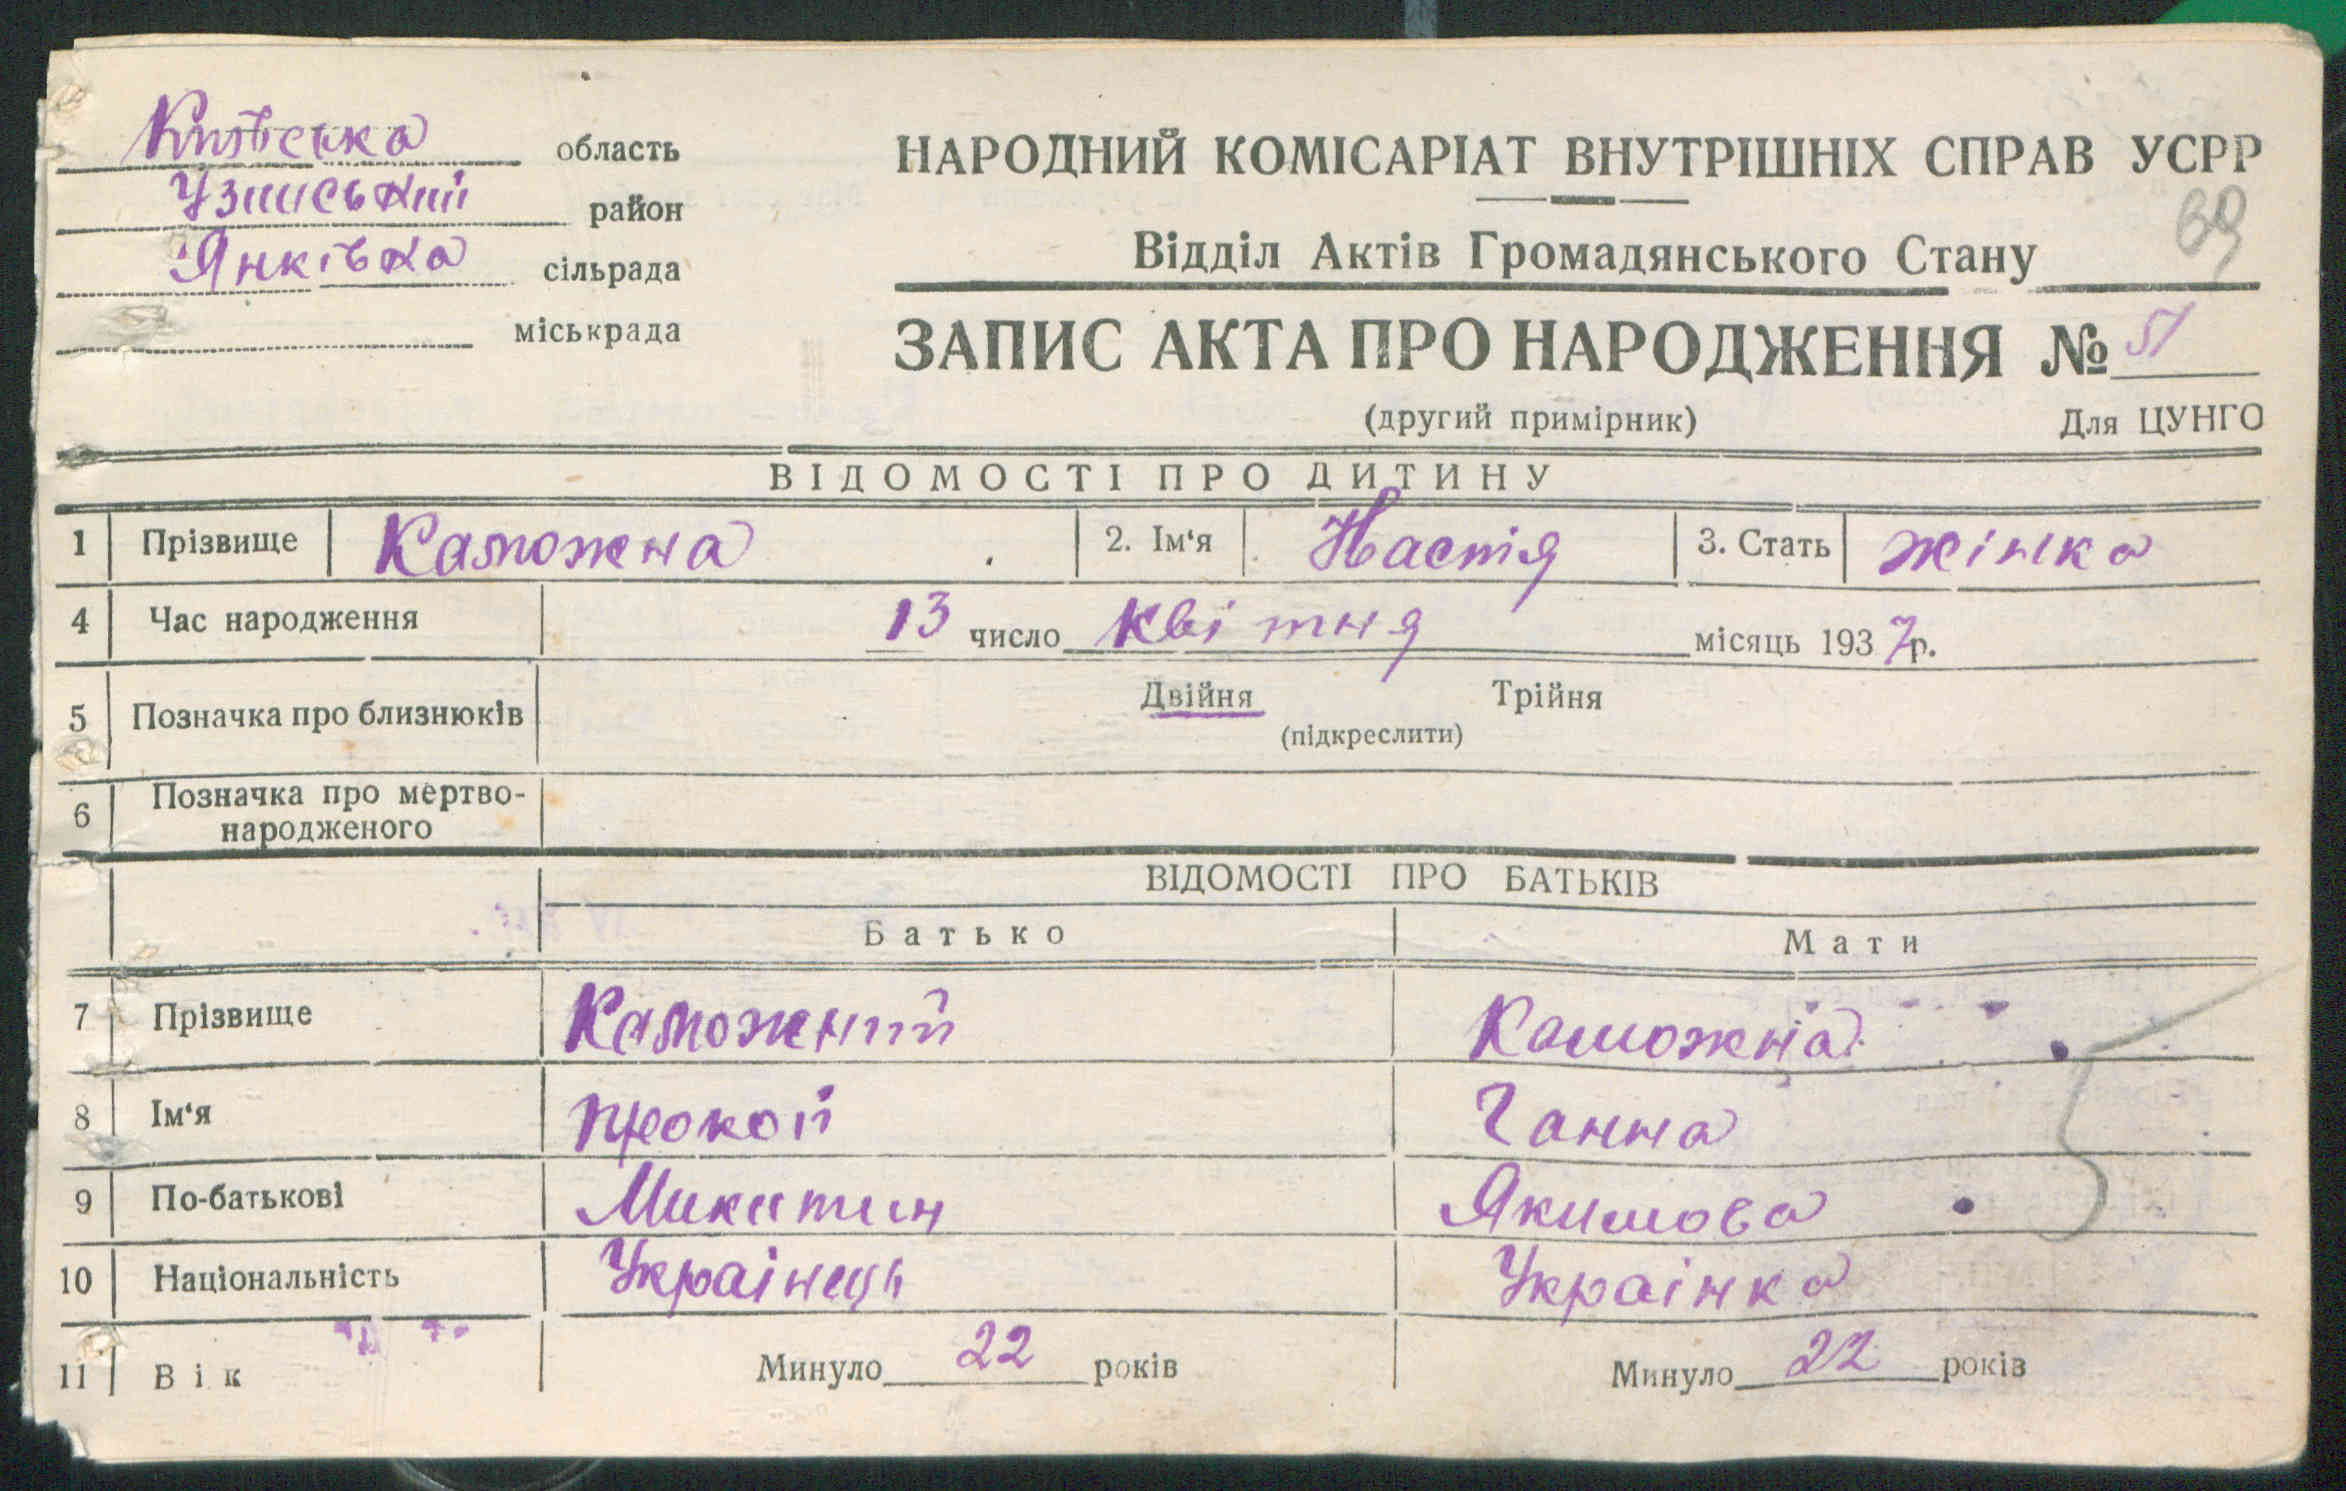 Київська область
Узинський район
Янківка сільрада
міськрада
НАРОДНИЙ КОМІСАРІАТ ВНУТРІШНІХ СПРАВ УСРР
69
Відділ Актів Громадянського Стану
ЗАПИС АКТА ПРО НАРОДЖЕННЯ № 51
(другий примірник) Для ЦУНГО
ВІДОМОСТІ ПРО ДИТИНУ
1 Прізвище Каможна 2. Ім‘я Настія 3. Стать жінка
4 Час народження 13 число квітня місяць 1937р.
5 Позначка про близнюків Двійня Трійня
(підкреслити)
6 Позначка про мертво-
народженого
ВІДОМОСТІ ПРО БАТЬКІВ
Батько Мати
7 Прізвище Каможний Каможна
8 Ім‘я Прокой Ганна
9 По-батькові Микитин Якимова
10 Національність Українець Українка
11 Вік Минуло 22 років Минуло 22 років